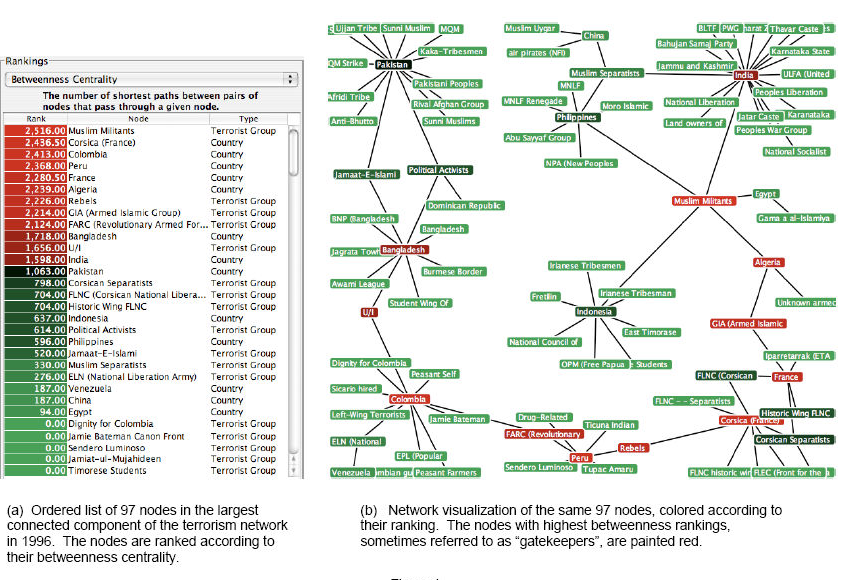 Rankings
Betweenness Centrality
The number of shortest paths between pairs of
nodes that pass through a given node.
Rank Node Type
2,516.00 Muslim Militants Terrorist Group
2,436.50 Corsica (France) Country
2,413.00 Colombia Country
2,368.00 Peru Country
2,280.50 France Country
2,239.00 Algeria Country
2,226.00 Rebels Terrorist Group
2,214.00 GIA (Armed Islamic Group) Terrorist Group
2,124.00 FARC (Revolutionary Armed For... Terrorist Group
1,718.00 Bangladesh Country
1,656.00 U/I Terrorist Group
1,598.00 India Country
1,063.00 Pakistan Country
798.00 Corsican Separatists Terrorist Group
704.00 FLNC (Corsican National Libera... Terrorist Group
704.00 Historic Wing FLNC Terrorist Group
637.00 Indonesia Country
614.00 Political Activists Terrorist Group
596.00 Philippines Country
520.00 Jamaat-E-Islami Terrorist Group
330.00 Muslim Separatists Terrorist Group
276.00 ELN (National Liberation Army) Terrorist Group
187.00 Venezuela Country
187.00 China Country
94.00 Egypt Country
0.00 Dignity for Colombia Terrorist Group
0.00 Jamie Bateman Canon Front Terrorist Group
0.00 Sendero Luminoso Terrorist Group
0.00 Jamiat-ul-Mujahideen Terrorist Group
0.00 Timorese Students Terrorist Group
(a) Ordered list of 97 nodes in the largest
connected component of the terrorism network
in 1996. The nodes are ranked according to
their betweenness centrality.
Ujjan Tribe Sunni Muslim MQM
Kaka-Tribesmen
QM Strike Pakistan
Pakistani Peoples
Afridi Tribe Rival Afghan Group
Anti-Bhutto Sunni Muslims
Jamaat-E-Islami Political Activists
Dominican Republic
BNP (Bangladesh
Bangladesh
Jagrata Towh Bangladesh
Burmese Border
Awami League
Student Wing Of
U/I
Dignity for Colombia
Peasant Self
Sicario hired
Colombia
Left-Wing Terrorists Jamie Bateman
ELN (National
EPL (Popular
Venezuela mbian gu Peasant Farmers
Muslim Uygar
China
air pirates (NFI)
Muslim Separatists
MNLF
MNLF Renegade Moro Islamic
Philippines
Abu Sayyaf Group
NPA (New Peoples
BLTF PWG harat Thavar Caste
Bahujan Samaj Party Karnataka State
Jammu and Kashmir
India ULFA (United
Peoples Liberation
National Liberation
Jatar Caste Karanataka
Land owners of
Peoples War Group
National Socialist
Muslim Militants Egypt
Gama a al-Islamiya
Irianese Tribesmen Algeria
Fretilin Irianese Tribesman
Unknown armed
Indonesia GIA (Armed Islamic
East Timorase
National Council of
OPM (Free Papua Students
Iparretarrak (ETA
FLNC (Corsican France
FLNC - - Separatists
Historic Wing FLNC
Corsica (France)
Corsican Separatists
Drug-Related
Ticuna Indian
FARC (Revolutionary
Rebels
Peru
Sendero Luminoso Tupac Amaru
FLNC historic win FLEC (Front for the
(b) Network visualization of the same 97 nodes, colored according to
their ranking. The nodes with highest betweenness rankings,
sometimes referred to as “gatekeepers”, are painted red.